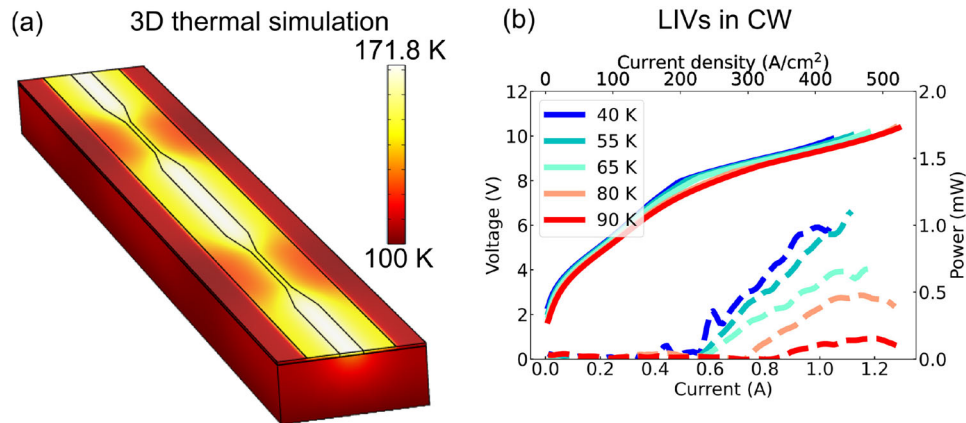 (a)
3D thermal simulation
171.8 K
100 K
(b)
LIVs in CW
Current density (A/cm²)
0 100 200 300 400 500
Voltage (V)
12
10
8
6
4
2
0
40 K
55 K
65 K
80 K
90 K
2.0
1.5
1.0
0.5
0.0
Power (mW)
0.0 0.2 0.4 0.6 0.8 1.0 1.2
Current (A)